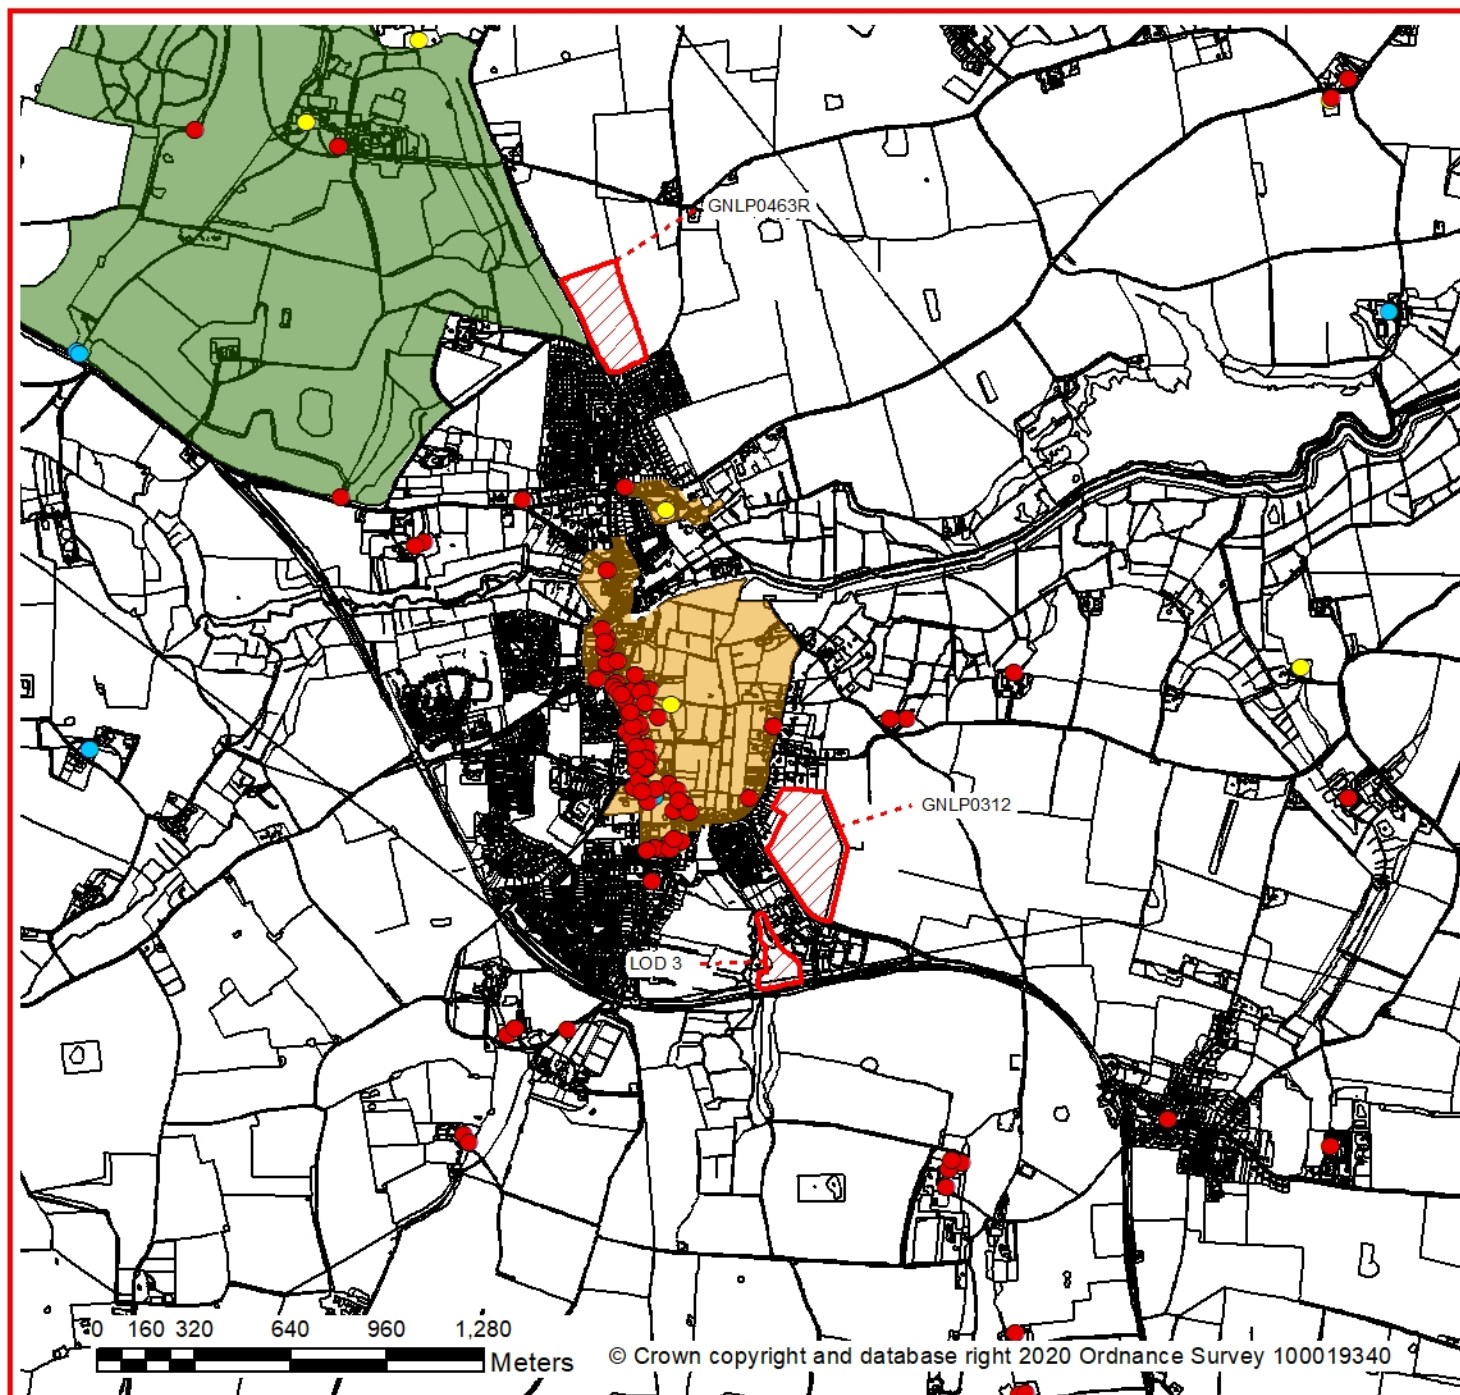 GNLP0463R
GNLP0312
LOD 3
0 160 320 640 960 1,280
Meters
© Crown copyright and database right 2020 Ordnance Survey 100019340